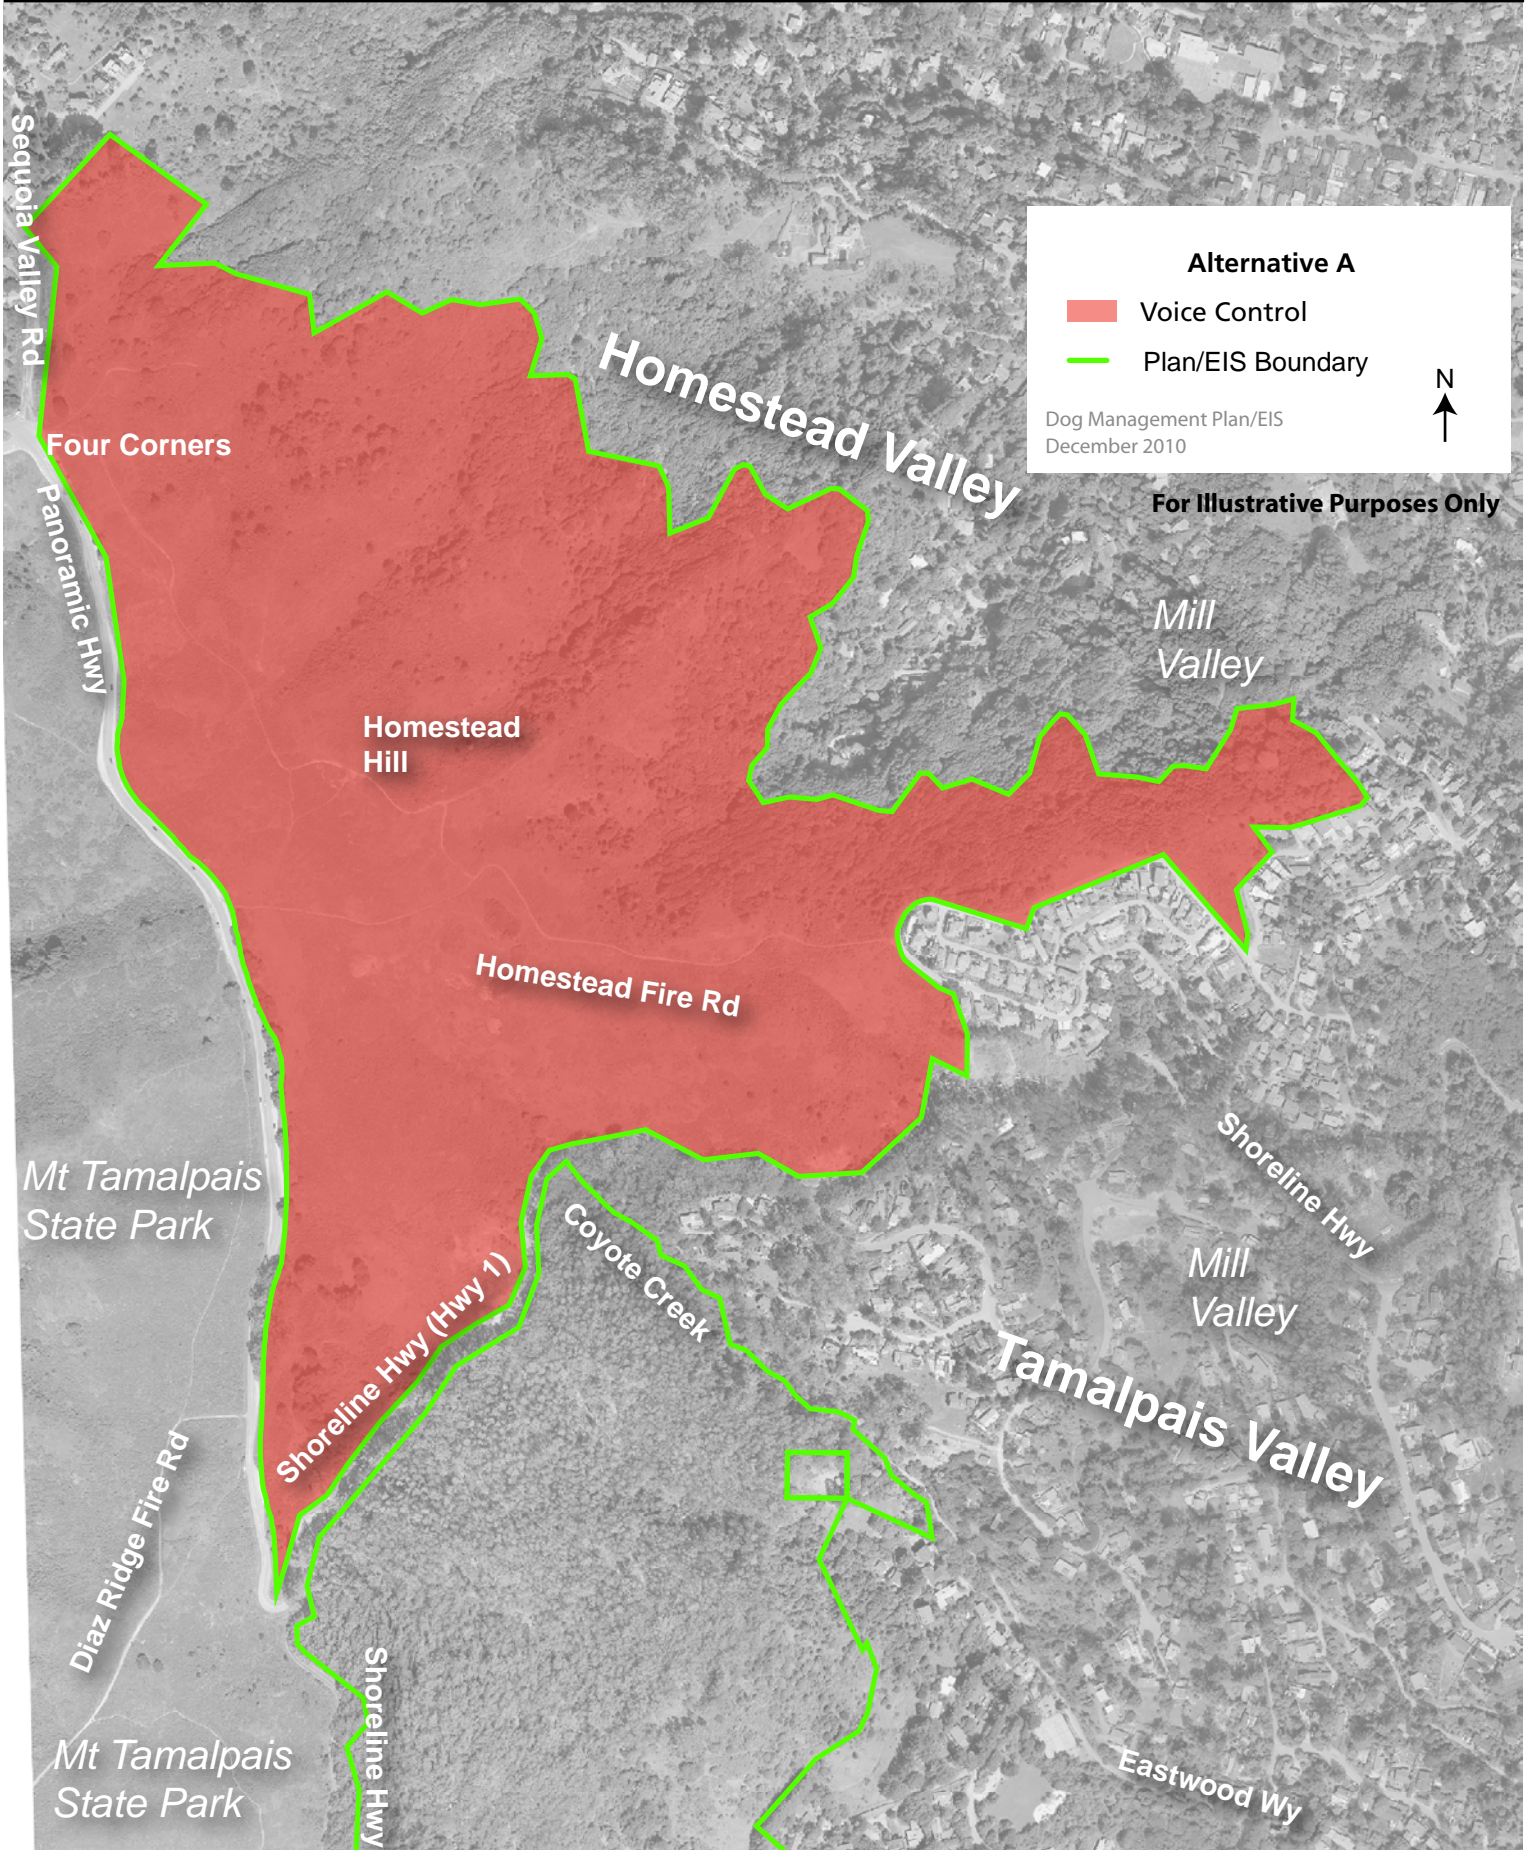 Sequoia Valley Rd
Alternative A
Voice Control
Plan/EIS Boundary
N
Dog Management Plan/EIS
December 2010
For Illustrative Purposes Only
Homestead Valley
Four Corners
Panoramic Hwy
Mill
Valley
Homestead
Hill
Homestead Fire Rd
Shoreline Hwy
Mt Tamalpais
State Park
Coyote Creek
Mill
Valley
Shoreline Hwy (Hwy 1)
Tamalpais Valley
Diaz Ridge Fire Rd
Shoreline Hwy
Mt Tamalpais
State Park
Eastwood Wy